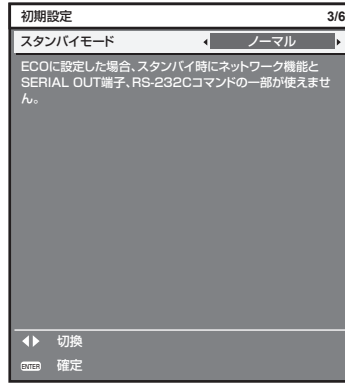 初期設定 3/6
スタンバイモード ノーマル
ECOに設定した場合、スタンバイ時にネットワーク機能と
SERIAL OUT端子、RS-232Cコマンドの一部が使えませ
ん。
切換
ENTER 確定